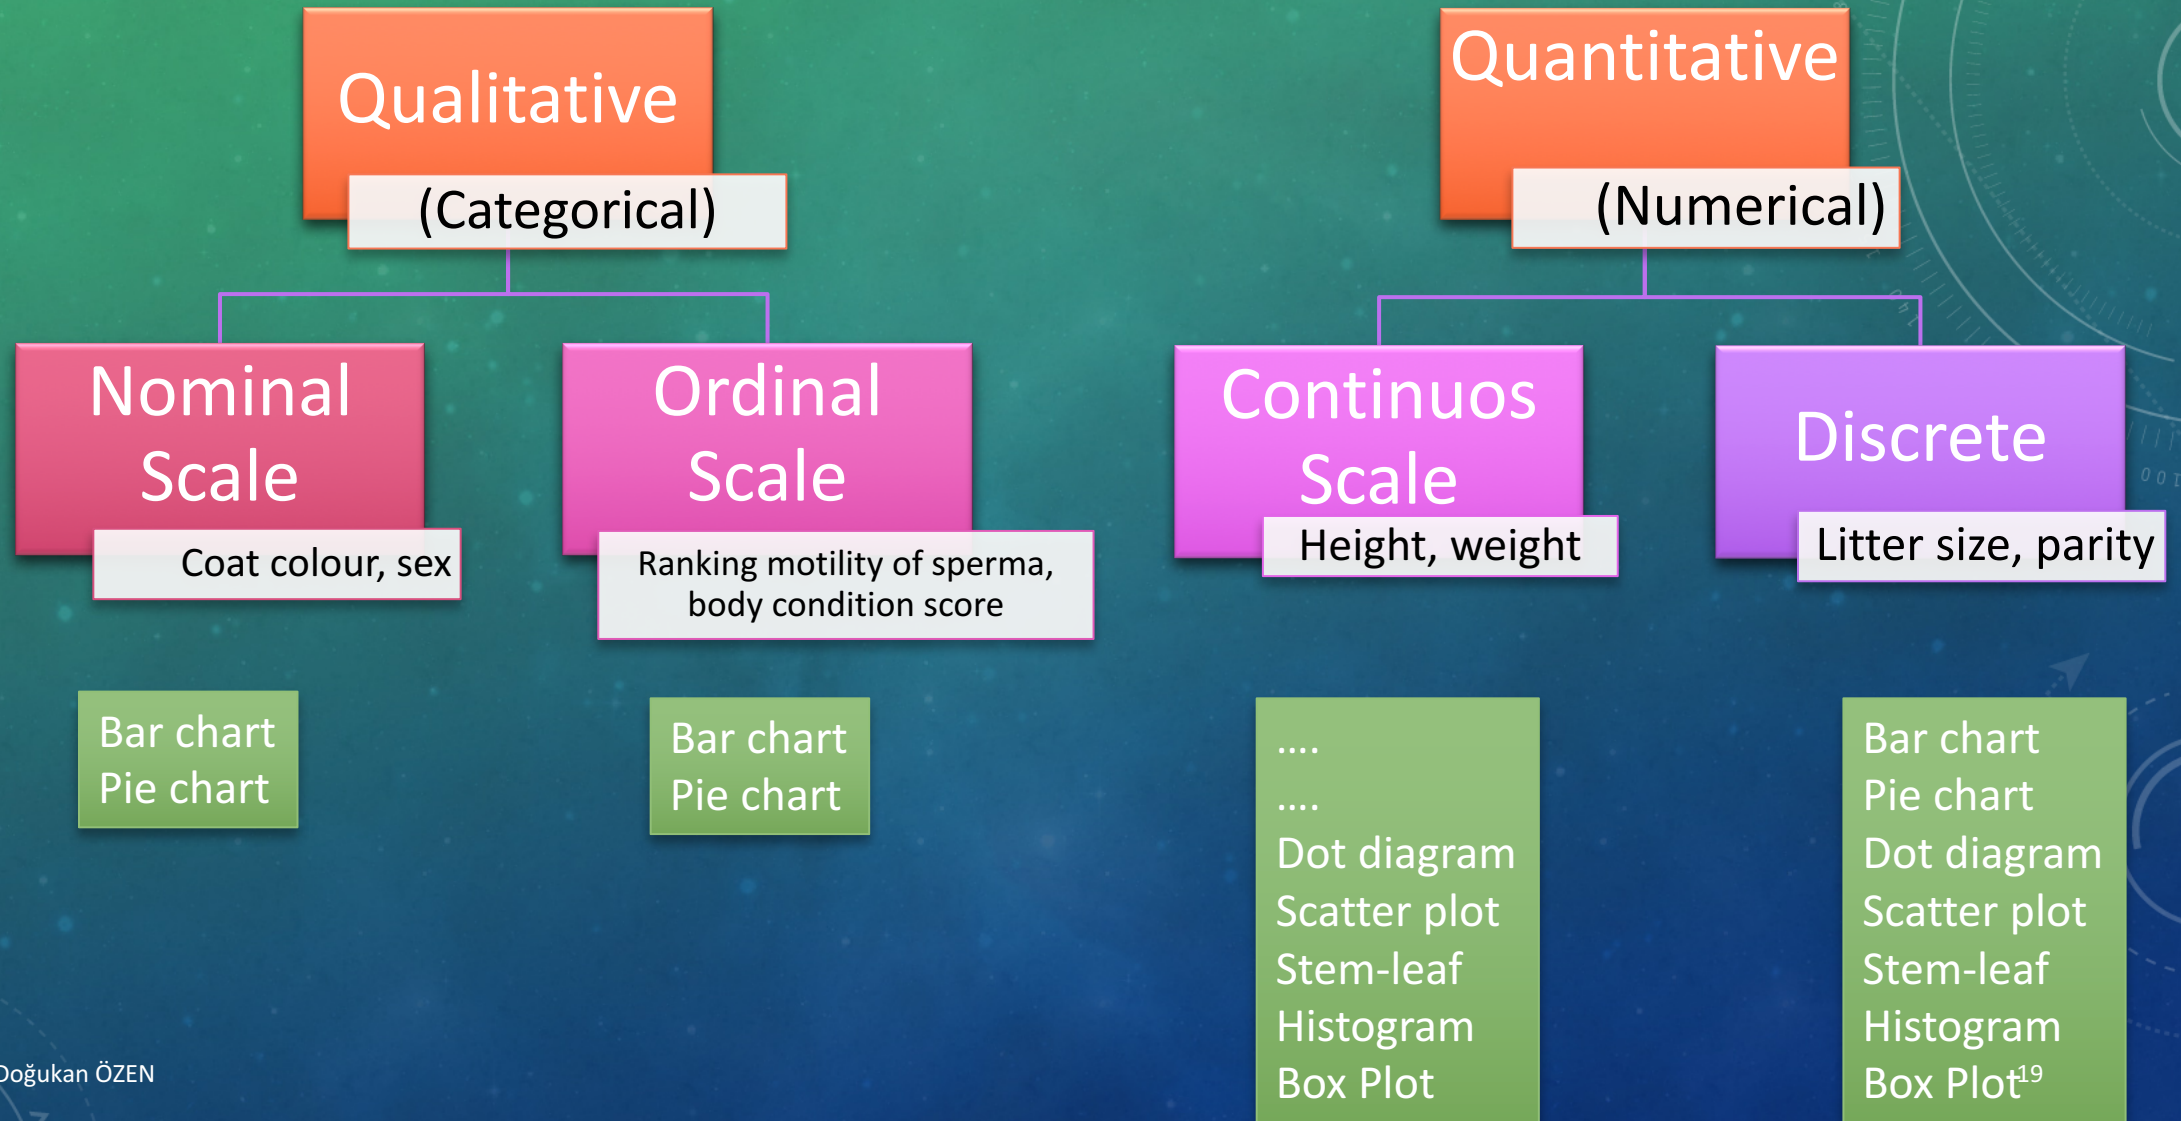 Qualitative
(Categorical)
Nominal
Scale
Coat colour, sex
Ordinal
Scale
Ranking motility of sperma,
body condition score
Bar chart
Pie chart
Bar chart
Pie chart
Quantitative
(Numerical)
Continuos
Scale
Height, weight
Discrete
Litter size, parity
....
....
Dot diagram
Scatter plot
Stem-leaf
Histogram
Box Plot
Bar chart
Pie chart
Dot diagram
Scatter plot
Stem-leaf
Histogram
Box Plot
Doğukan ÖZEN
19
140